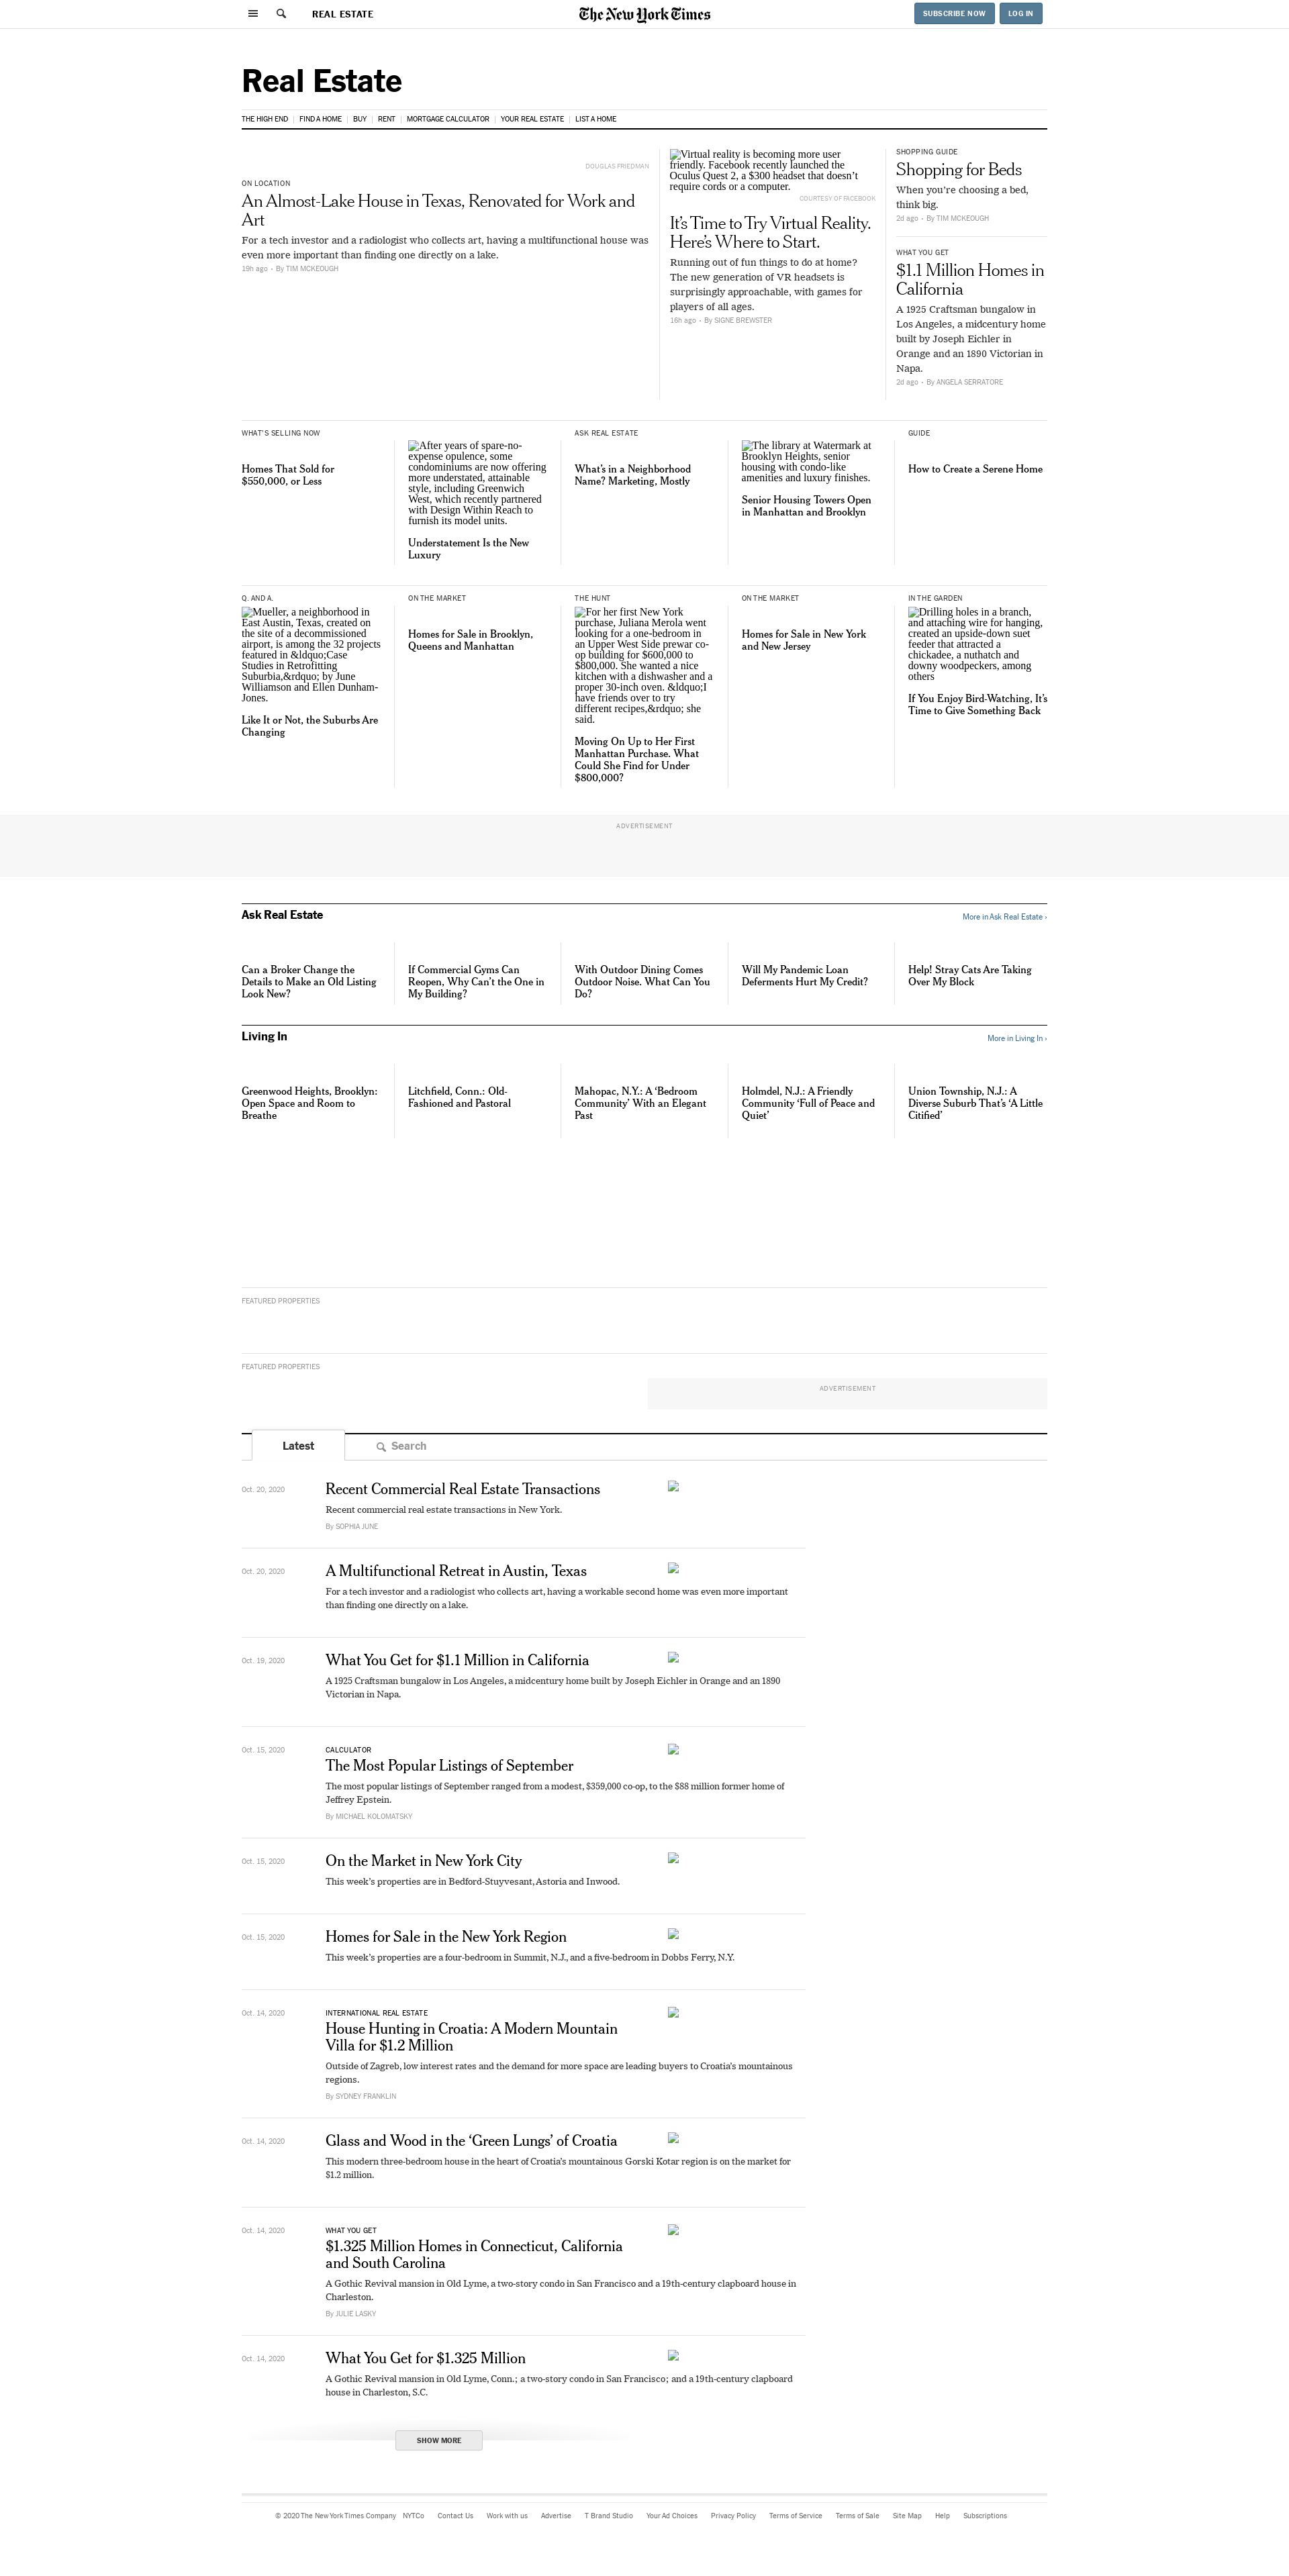 REAL ESTATE
The New York Times
SUBSCRIBE NOW
LOG IN
Real Estate
THE HIGH END
FIND A HOME
BUY
RENT
MORTGAGE CALCULATOR
YOUR REAL ESTATE
LIST A HOME
DOUGLAS FRIEDMAN
ON LOCATION
An Almost-Lake House in Texas, Renovated for Work and
Art
For a tech investor and a radiologist who collects art, having a multifunctional house was
even more important than finding one directly on a lake.
19h ago · By TIM MCKEOUGH
Virtual reality is becoming more user
friendly. Facebook recently launched the
Oculus Quest 2, a $300 headset that doesn’t
require cords or a computer.
COURTESY OF FACEBOOK
It’s Time to Try Virtual Reality.
Here’s Where to Start.
Running out of fun things to do at home?
The new generation of VR headsets is
surprisingly approachable, with games for
players of all ages.
16h ago · By SIGNE BREWSTER
SHOPPING GUIDE
Shopping for Beds
When you’re choosing a bed,
think big.
2d ago · By TIM MCKEOUGH
WHAT YOU GET
$1.1 Million Homes in
California
A 1925 Craftsman bungalow in
Los Angeles, a midcentury home
built by Joseph Eichler in
Orange and an 1890 Victorian in
Napa.
2d ago · By ANGELA SERRATORE
WHAT’S SELLING NOW
Homes That Sold for
$550,000, or Less
After years of spare-no-
expense opulence, some
condominiums are now offering
more understated, attainable
style, including Greenwich
West, which recently partnered
with Design Within Reach to
furnish its model units.
Understatement Is the New
Luxury
ASK REAL ESTATE
What’s in a Neighborhood
Name? Marketing, Mostly
The library at Watermark at
Brooklyn Heights, senior
housing with condo-like
amenities and luxury finishes.
Senior Housing Towers Open
in Manhattan and Brooklyn
GUIDE
How to Create a Serene Home
Q. AND A.
Mueller, a neighborhood in
East Austin, Texas, created on
the site of a decommissioned
airport, is among the 32 projects
featured in &ldquo;Case
Studies in Retrofitting
Suburbia,&rdquo; by June
Williamson and Ellen Dunham-
Jones.
Like It or Not, the Suburbs Are
Changing
ON THE MARKET
Homes for Sale in Brooklyn,
Queens and Manhattan
THE HUNT
For her first New York
purchase, Juliana Merola went
looking for a one-bedroom in
an Upper West Side prewar co-
op building for $600,000 to
$800,000. She wanted a nice
kitchen with a dishwasher and a
proper 30-inch oven. &ldquo;I
have friends over to try
different recipes,&rdquo; she
said.
Moving On Up to Her First
Manhattan Purchase. What
Could She Find for Under
$800,000?
ON THE MARKET
Homes for Sale in New York
and New Jersey
IN THE GARDEN
Drilling holes in a branch,
and attaching wire for hanging,
created an upside-down suet
feeder that attracted a
chickadee, a nuthatch and
downy woodpeckers, among
others
If You Enjoy Bird-Watching, It’s
Time to Give Something Back
ADVERTISEMENT
Ask Real Estate
More in Ask Real Estate ›
Can a Broker Change the
Details to Make an Old Listing
Look New?
If Commercial Gyms Can
Reopen, Why Can’t the One in
My Building?
With Outdoor Dining Comes
Outdoor Noise. What Can You
Do?
Will My Pandemic Loan
Deferments Hurt My Credit?
Help! Stray Cats Are Taking
Over My Block
Living In
More in Living In ›
Greenwood Heights, Brooklyn:
Open Space and Room to
Breathe
Litchfield, Conn.: Old-
Fashioned and Pastoral
Mahopac, N.Y.: A ‘Bedroom
Community’ With an Elegant
Past
Holmdel, N.J.: A Friendly
Community ‘Full of Peace and
Quiet’
Union Township, N.J.: A
Diverse Suburb That’s ‘A Little
Citified’
FEATURED PROPERTIES
FEATURED PROPERTIES
ADVERTISEMENT
Latest
Search
Oct. 20, 2020
Recent Commercial Real Estate Transactions
Recent commercial real estate transactions in New York.
By SOPHIA JUNE
Oct. 20, 2020
A Multifunctional Retreat in Austin, Texas
For a tech investor and a radiologist who collects art, having a workable second home was even more important
than finding one directly on a lake.
Oct. 19, 2020
What You Get for $1.1 Million in California
A 1925 Craftsman bungalow in Los Angeles, a midcentury home built by Joseph Eichler in Orange and an 1890
Victorian in Napa.
Oct. 15, 2020
CALCULATOR
The Most Popular Listings of September
The most popular listings of September ranged from a modest, $359,000 co-op, to the $88 million former home of
Jeffrey Epstein.
By MICHAEL KOLOMATSKY
Oct. 15, 2020
On the Market in New York City
This week’s properties are in Bedford-Stuyvesant, Astoria and Inwood.
Oct. 15, 2020
Homes for Sale in the New York Region
This week’s properties are a four-bedroom in Summit, N.J., and a five-bedroom in Dobbs Ferry, N.Y.
Oct. 14, 2020
INTERNATIONAL REAL ESTATE
House Hunting in Croatia: A Modern Mountain
Villa for $1.2 Million
Outside of Zagreb, low interest rates and the demand for more space are leading buyers to Croatia’s mountainous
regions.
By SYDNEY FRANKLIN
Oct. 14, 2020
Glass and Wood in the ‘Green Lungs’ of Croatia
This modern three-bedroom house in the heart of Croatia’s mountainous Gorski Kotar region is on the market for
$1.2 million.
Oct. 14, 2020
WHAT YOU GET
$1.325 Million Homes in Connecticut, California
and South Carolina
A Gothic Revival mansion in Old Lyme, a two-story condo in San Francisco and a 19th-century clapboard house in
Charleston.
By JULIE LASKY
Oct. 14, 2020
What You Get for $1.325 Million
A Gothic Revival mansion in Old Lyme, Conn.; a two-story condo in San Francisco; and a 19th-century clapboard
house in Charleston, S.C.
SHOW MORE
© 2020 The New York Times Company
NYTCo
Contact Us
Work with us
Advertise
T Brand Studio
Your Ad Choices
Privacy Policy
Terms of Service
Terms of Sale
Site Map
Help
Subscriptions